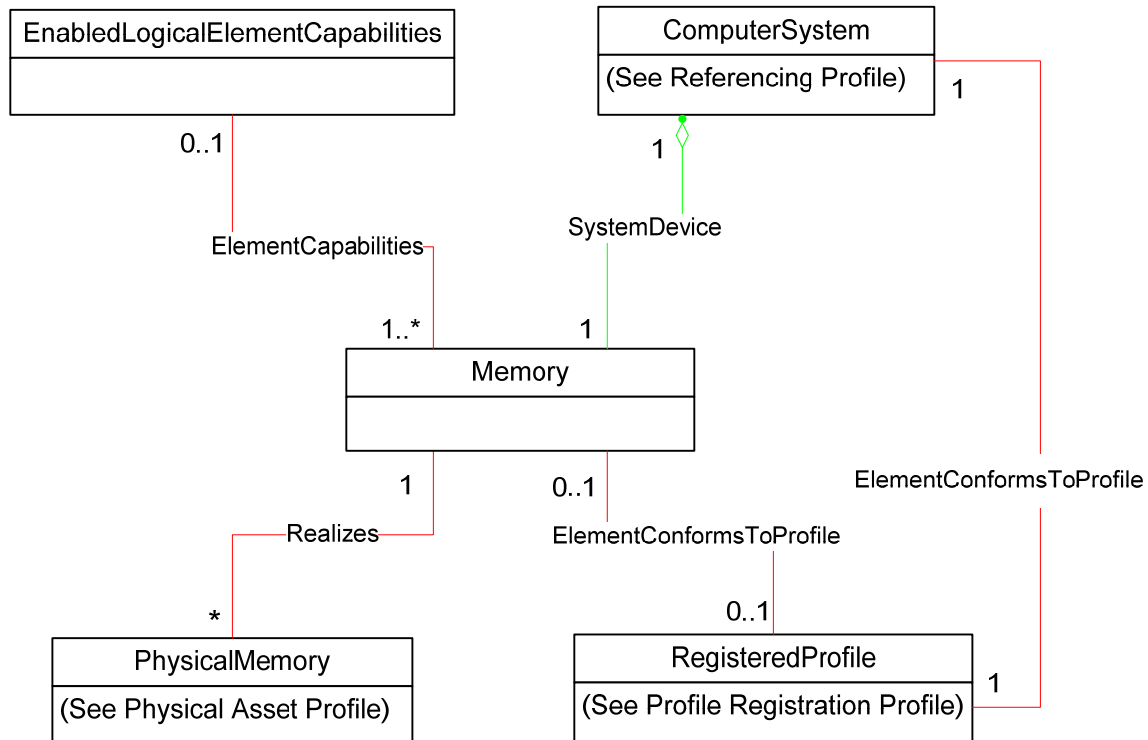 EnabledLogicalElementCapabilities
ComputerSystem
(See Referencing Profile)
1
0..1
1
SystemDevice
ElementCapabilities
1..*
1
Memory
1
0..1
ElementConformsToProfile
Realizes
ElementConformsToProfile
*
0..1
PhysicalMemory
(See Physical Asset Profile)
RegisteredProfile
(See Profile Registration Profile)
1